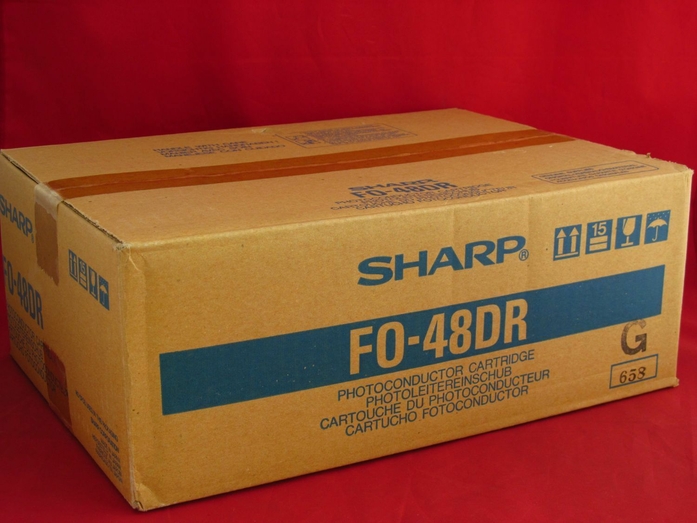 SHARP
FO-48DR
SHARP
FO-48DR
SHARP®
15
FO-48DR
PHOTOCONDUCTOR CARTRIDGE
PHOTOLEITEREINSCHUB
CARTOUCHE DU PHOTOCONDUCTEUR
CARTUCHO FOTOCONDUCTOR
G
658